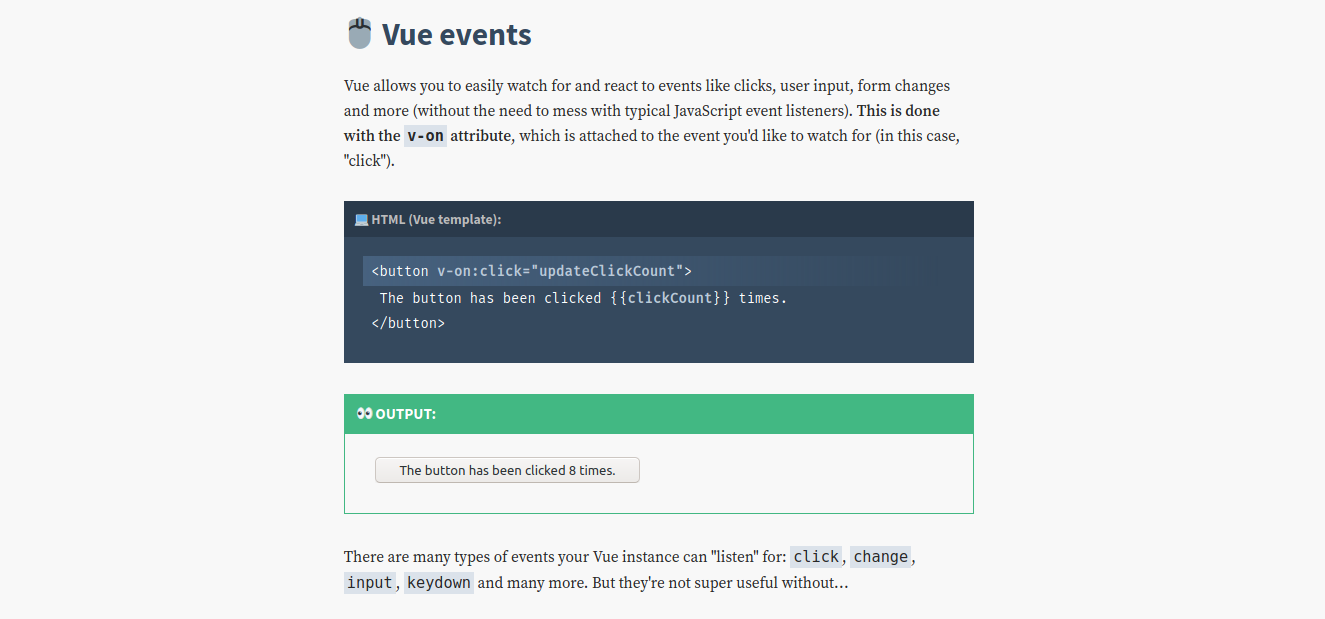 Vue events
Vue allows you to easily watch for and react to events like clicks, user input, form changes
and more (without the need to mess with typical JavaScript event listeners). This is done
with the v-on attribute, which is attached to the event you'd like to watch for (in this case,
"click").
HTML (Vue template):
<button v-on:click="updateClickCount">
The button has been clicked {{clickCount}} times.
</button>
OUTPUT:
The button has been clicked 8 times.
There are many types of events your Vue instance can "listen" for: click, change,
input, keydown and many more. But they're not super useful without…